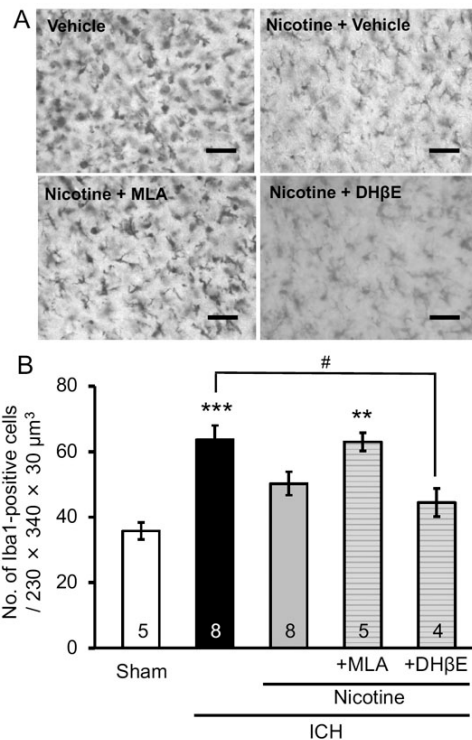 A
Vehicle
Nicotine + Vehicle
Nicotine + MLA
Nicotine + DHβE
B
#
80
60
40
20
0
No. of Iba1-positive cells
/ 230 × 340 × 30 µm³
***
**
5
8
8
5
4
Sham
+MLA
+DHβE
Nicotine
ICH